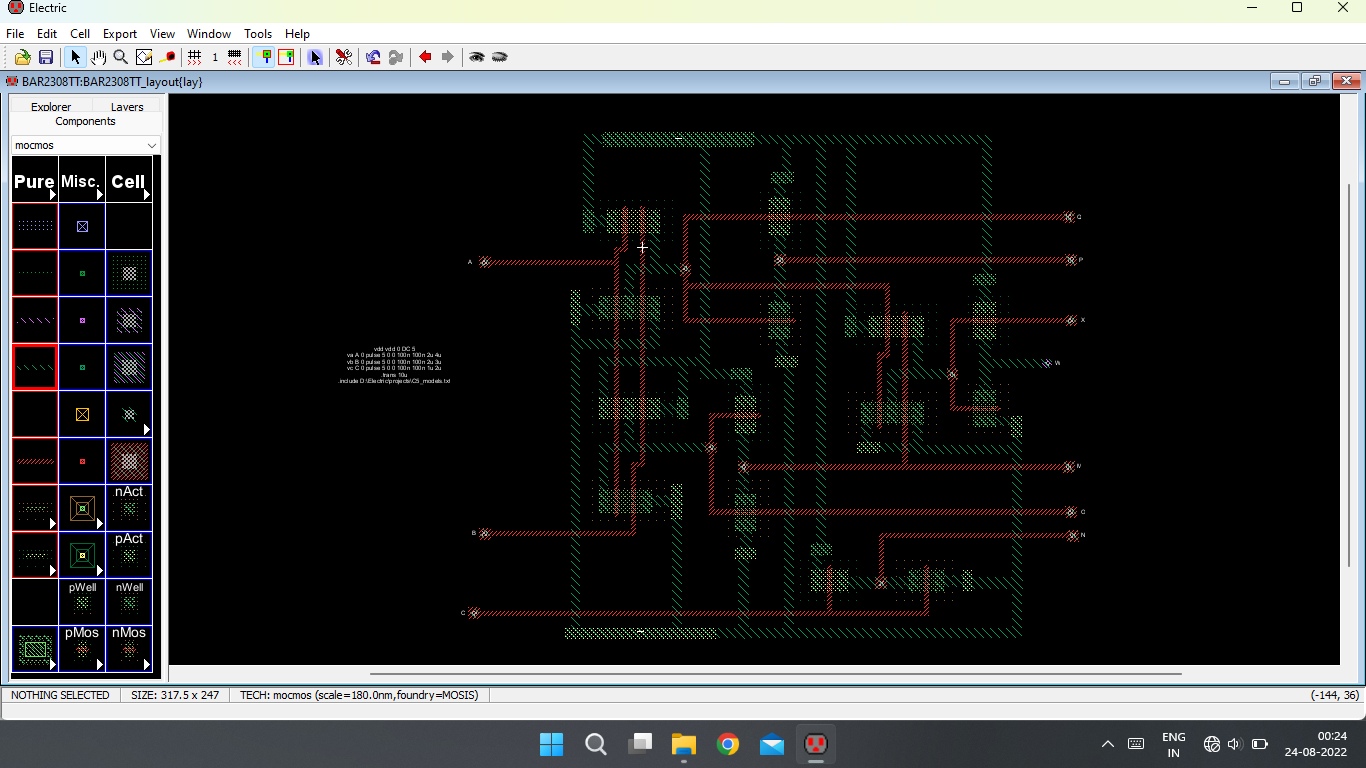 Electric
File Edit Cell Export View Window Tools Help
1
BAR2308TT:BAR2308TT_layout{lay}
Explorer Layers
Components
mocmos
Pure Misc. Cell
nAct
pAct
pWell nWell
pMos nMos
Q
A
P
X
W
vdd vdd 0 DC 5
va A 0 pulse 5 0 0 100n 100n 2u 4u
vb B 0 pulse 5 0 0 100n 100n 2u 3u
vc C 0 pulse 5 0 0 100n 100n 1u 2u
.trans 10u
.include D:\Electric\projects\C5_models.txt
M
O
B
N
C
NOTHING SELECTED SIZE: 317.5 x 247 TECH: mocmos (scale=180.0nm,foundry=MOSIS) (-144, 36)
ENG
IN
00:24
24-08-2022